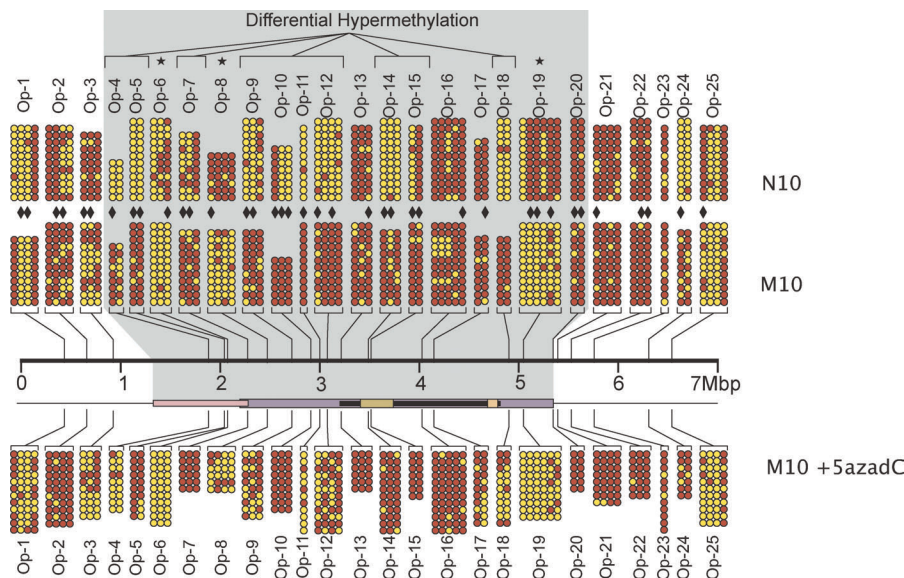 Differential Hypermethylation
★ ★ ★
Op-1 Op-2 Op-3 Op-4 Op-5 Op-6 Op-7 Op-8 Op-9 Op-10 Op-11 Op-12 Op-13 Op-14 Op-15 Op-16 Op-17 Op-18 Op-19 Op-20 Op-21 Op-22 Op-23 Op-24 Op-25
N10
M10
0 1 2 3 4 5 6 7Mbp
M10 +5azadC
Op-1 Op-2 Op-3 Op-4 Op-5 Op-6 Op-7 Op-8 Op-9 Op-10 Op-11 Op-12 Op-13 Op-14 Op-15 Op-16 Op-17 Op-18 Op-19 Op-20 Op-21 Op-22 Op-23 Op-24 Op-25